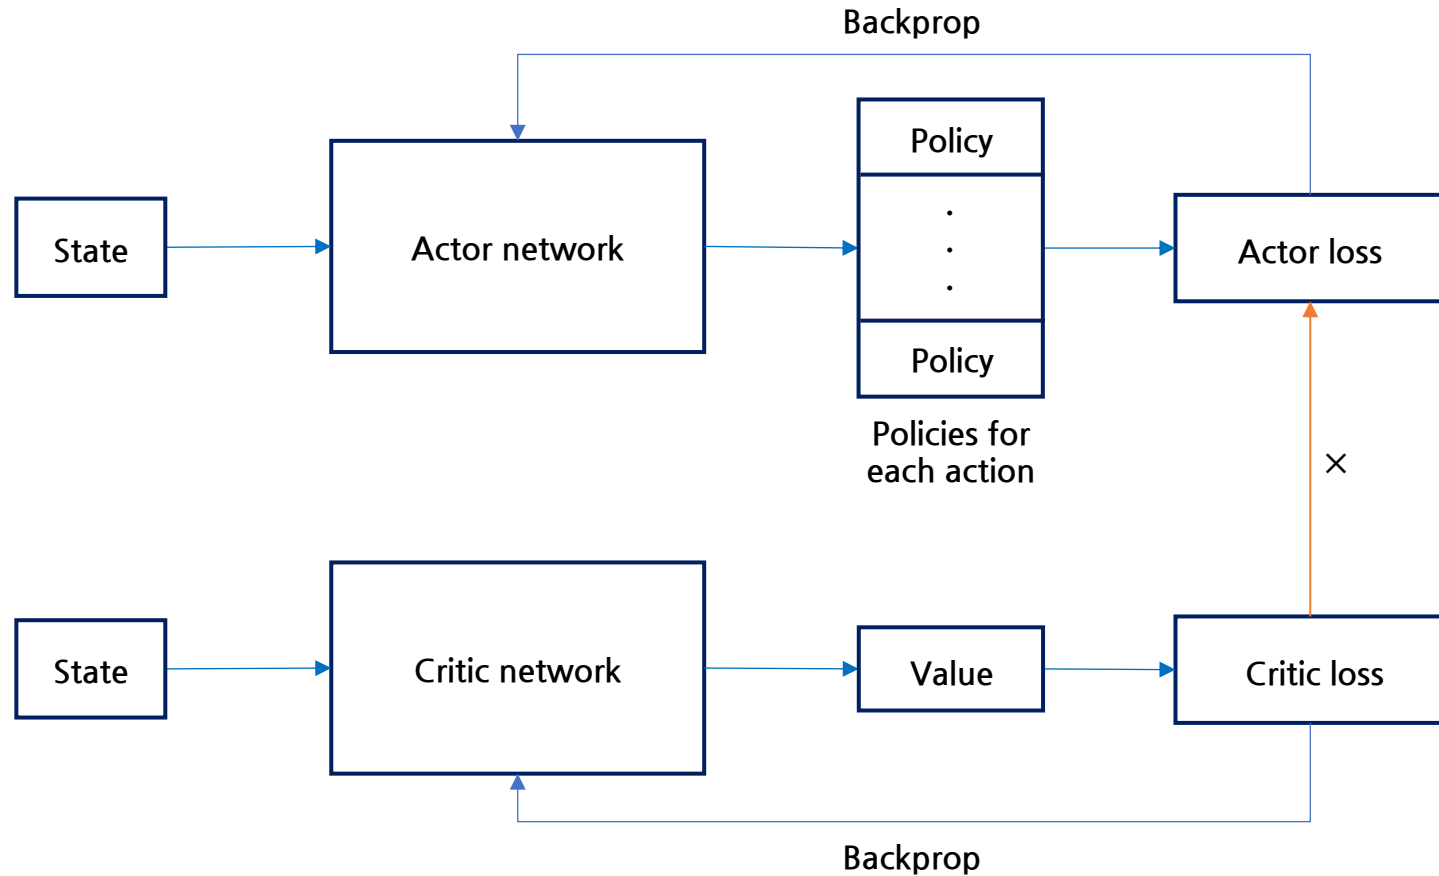 Backprop
Policy
.
.
.
Policy
State
Actor network
Actor loss
Policies for
each action
×
State
Critic network
Value
Critic loss
Backprop